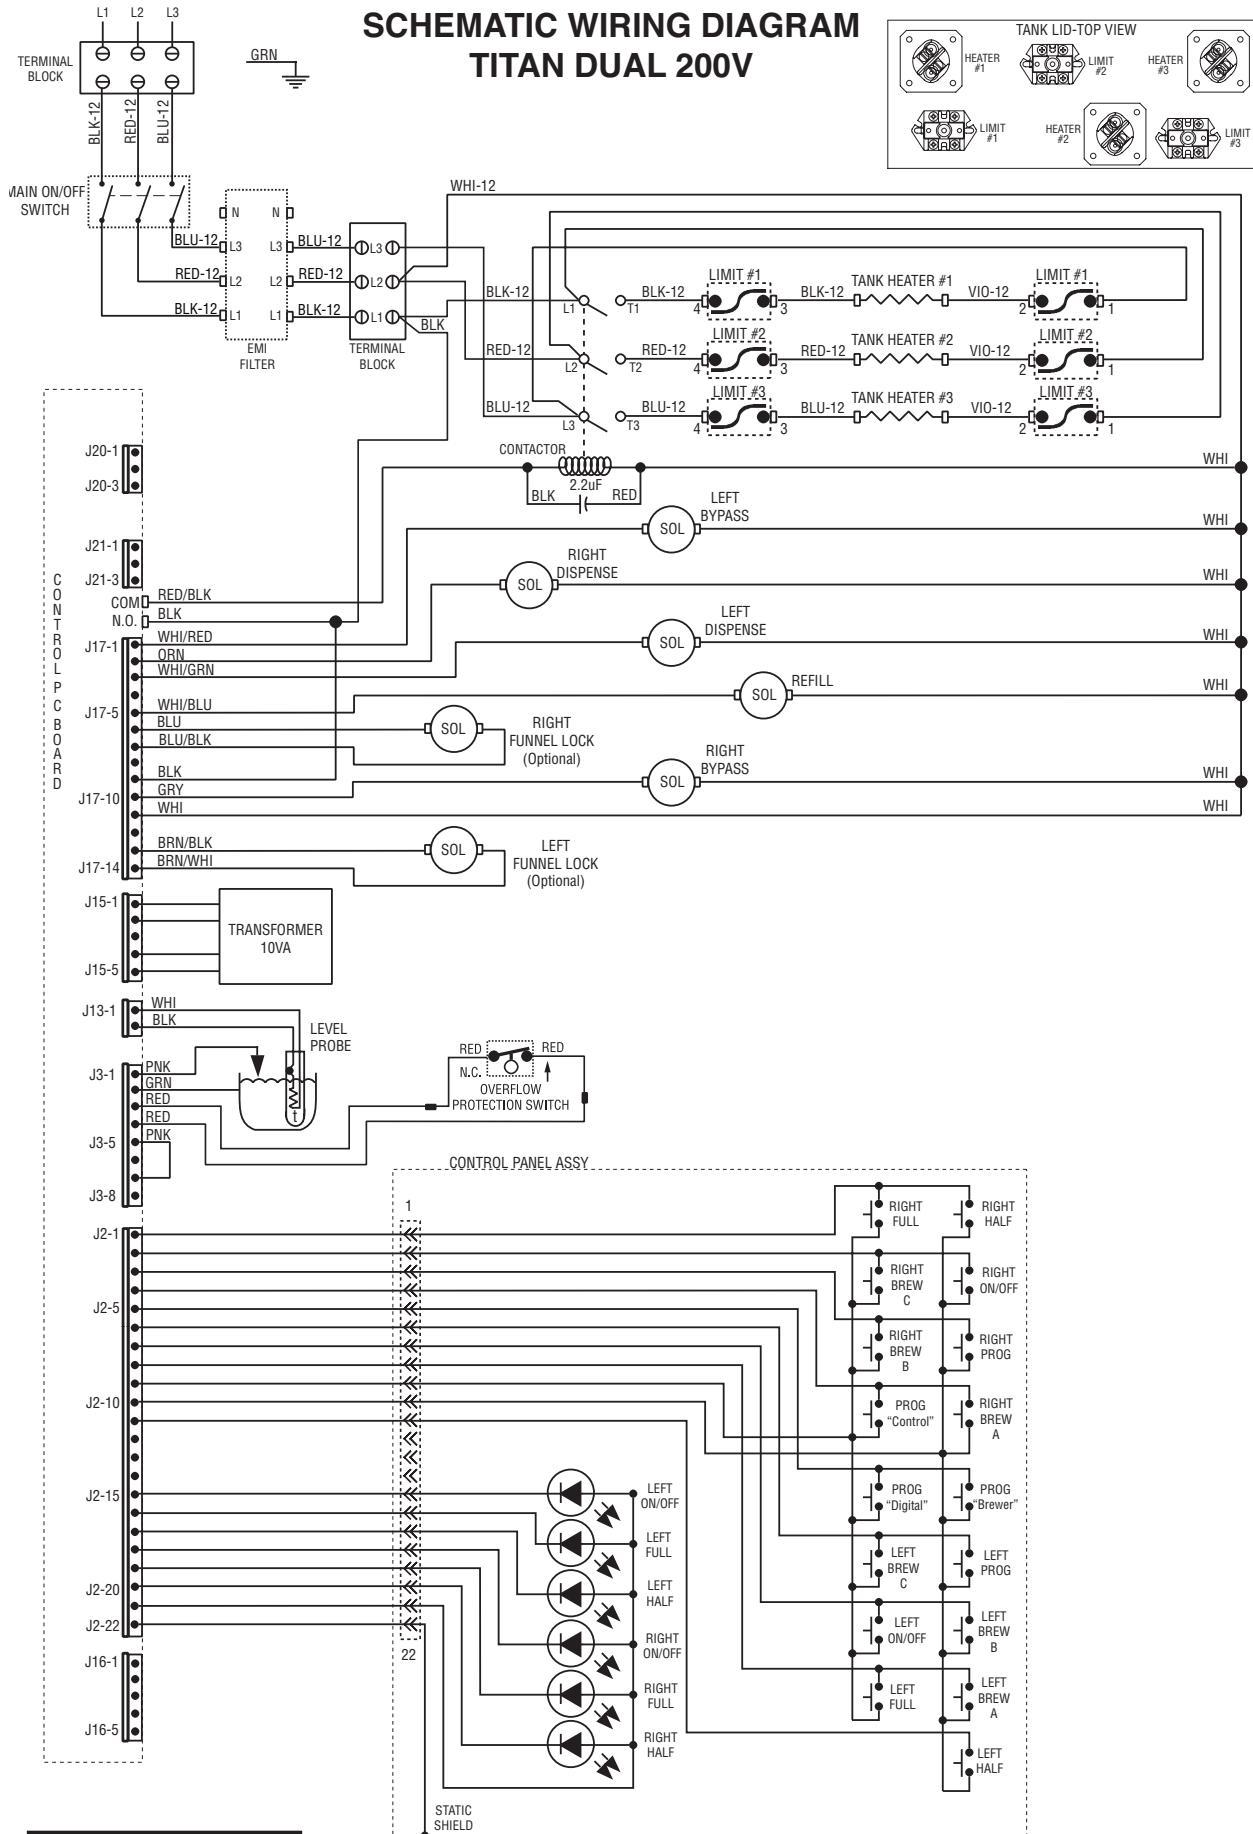 SCHEMATIC WIRING DIAGRAM
TITAN DUAL 200V
L1 L2 L3
TERMINAL
BLOCK
GRN
BLK-12
RED-12
BLU-12
TANK LID-TOP VIEW
HEATER
#1
LIMIT
#2
HEATER
#3
LIMIT
#1
HEATER
#2
LIMIT
#3
MAIN ON/OFF
SWITCH
WHI-12
N N
BLU-12 L3 L3 BLU-12 L3
RED-12 L2 L2 RED-12 L2
BLK-12 L1 L1 BLK-12 L1
BLK
EMI
FILTER
TERMINAL
BLOCK
LIMIT #1 TANK HEATER #1 LIMIT #1
BLK-12 L1 T1 BLK-12 4 3 BLK-12 VIO-12 2 1
LIMIT #2 TANK HEATER #2 LIMIT #2
RED-12 L2 T2 RED-12 4 3 RED-12 VIO-12 2 1
LIMIT #3 TANK HEATER #3 LIMIT #3
BLU-12 L3 T3 BLU-12 4 3 BLU-12 VIO-12 2 1
CONTACTOR
WHI
2.2uF
BLK RED
LEFT
BYPASS
SOL
WHI
RIGHT
DISPENSE
SOL
WHI
LEFT
DISPENSE
SOL
WHI
REFILL
SOL
WHI
SOL
RIGHT
FUNNEL LOCK
(Optional)
RIGHT
BYPASS
SOL
WHI
WHI
SOL
LEFT
FUNNEL LOCK
(Optional)
CONTROL PC BOARD
J20-1
J20-3
J21-1
J21-3
COM RED/BLK
N.O. BLK
J17-1 WHI/RED
ORN
WHI/GRN
J17-5 WHI/BLU
BLU
BLU/BLK
BLK
J17-10 GRY
WHI
BRN/BLK
J17-14 BRN/WHI
J15-1
J15-5
TRANSFORMER
10VA
J13-1 WHI
BLK
LEVEL
PROBE
t
J3-1 PNK
GRN
RED
RED
J3-5 PNK
J3-8
RED RED
N.C.
OVERFLOW
PROTECTION SWITCH
CONTROL PANEL ASSY
1
J2-1
J2-5
J2-10
J2-15
J2-20
J2-22
22
J16-1
J16-5
RIGHT
FULL
RIGHT
HALF
RIGHT
BREW
C
RIGHT
ON/OFF
RIGHT
BREW
B
RIGHT
PROG
PROG
“Control”
RIGHT
BREW
A
PROG
“Digital”
PROG
“Brewer”
LEFT
BREW
C
LEFT
PROG
LEFT
ON/OFF
LEFT
BREW
B
LEFT
FULL
LEFT
BREW
A
LEFT
HALF
LEFT
ON/OFF
LEFT
FULL
LEFT
HALF
RIGHT
ON/OFF
RIGHT
FULL
RIGHT
HALF
STATIC
SHIELD